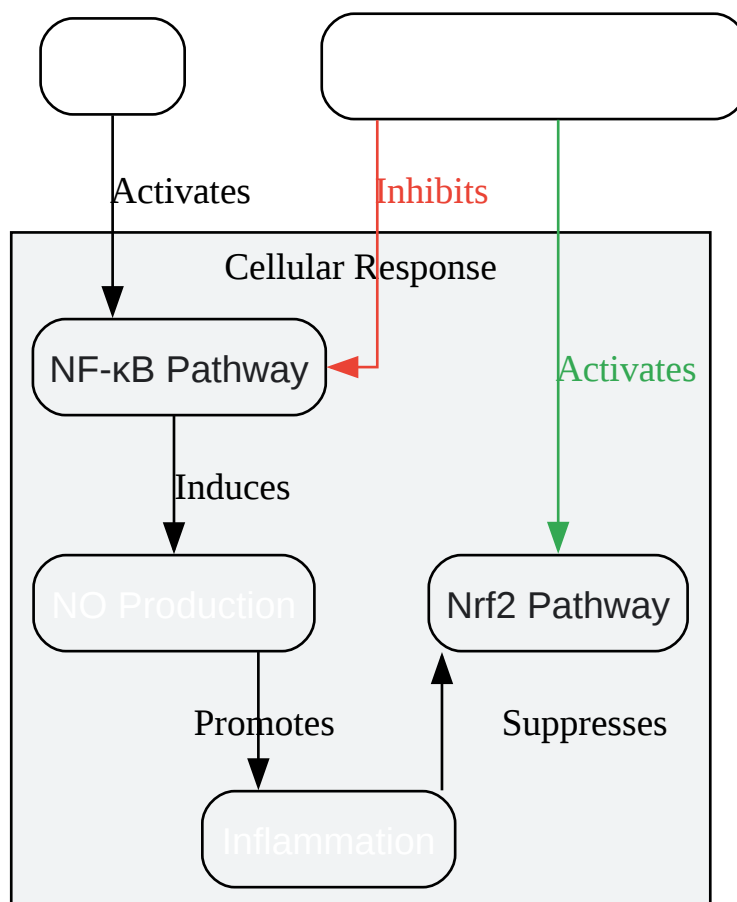 Activates
Inhibits
Cellular Response
NF-κB Pathway
Activates
Induces
NO Production
Nrf2 Pathway
Promotes
Suppresses
Inflammation